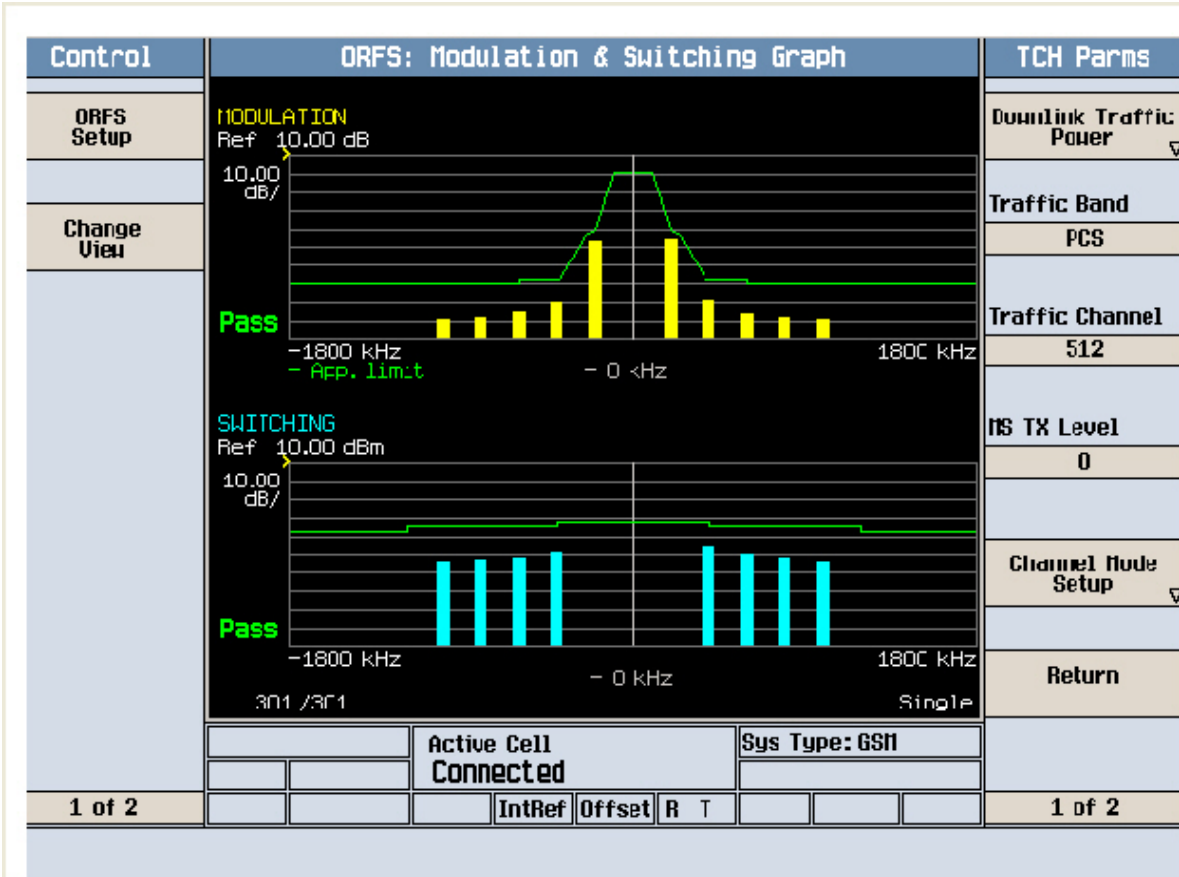 Control
ORFS: Modulation & Switching Graph
TCH Parms
ORFS
Setup
Change
View
1 of 2
MODULATION
Ref 10.00 dB
10.00
dB/
Pass
-1800 kHz
1800 kHz
- App. limit
- 0 kHz
SWITCHING
Ref 10.00 dBm
10.00
dB/
Pass
-1800 kHz
1800 kHz
- 0 kHz
301 /301
Single
Active Cell
Connected
Sys Type: GSM
IntRef
Offset
R T
Downlink Traffic
Power
Traffic Band
PCS
Traffic Channel
512
MS TX Level
0
Channel Mode
Setup
Return
1 of 2